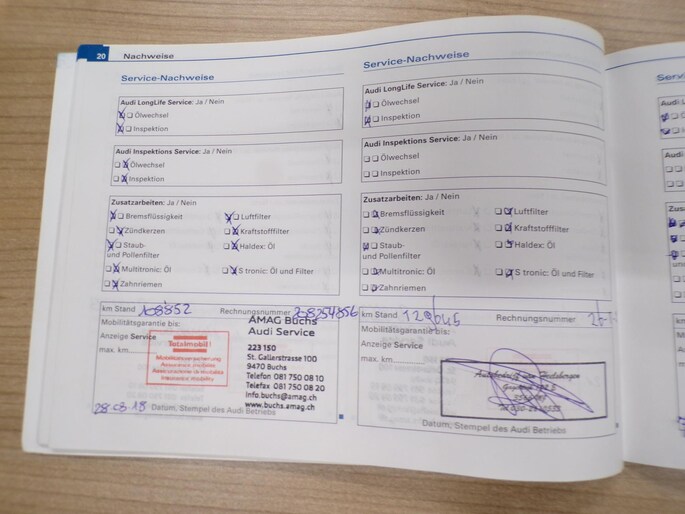 20 Nachweise
Service-Nachweise
Audi LongLife Service: Ja / Nein
Ölwechsel
Inspektion
Audi Inspektions Service: Ja / Nein
Ölwechsel
Inspektion
Zusatzarbeiten: Ja / Nein
Bremsflüssigkeit Luftfilter
Zündkerzen Kraftstofffilter
Staub- Haldex: Öl
und Pollenfilter
Multitronic: Öl S tronic: Öl und Filter
Zahnriemen
km Stand 108852 Rechnungsnummer 208254856
Mobilitätsgarantie bis:
Anzeige Service
max. km
Totalmobil!
AMAG Buchs
Audi Service
223 150
St. Gallerstrasse 100
9470 Buchs
Telefon 081 750 08 10
Telefax 081 750 08 20
info.buchs@amag.ch
www.buchs.amag.ch
28.03.18 Datum, Stempel des Audi Betriebs
Service-Nachweise
Audi LongLife Service: Ja / Nein
Ölwechsel
Inspektion
Audi Inspektions Service: Ja / Nein
Ölwechsel
Inspektion
Zusatzarbeiten: Ja / Nein
Bremsflüssigkeit Luftfilter
Zündkerzen Kraftstofffilter
Staub- Haldex: Öl
und Pollenfilter
Multitronic: Öl S tronic: Öl und Filter
Zahnriemen
km Stand 129645 Rechnungsnummer
Mobilitätsgarantie bis:
Anzeige Service
max. km
Datum, Stempel des Audi Betriebs